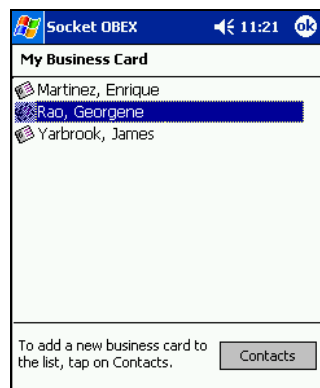 Socket OBEX 11:21 ok
My Business Card
Martinez, Enrique
Rao, Georgene
Yarbrook, James
To add a new business card to
the list, tap on Contacts.
Contacts